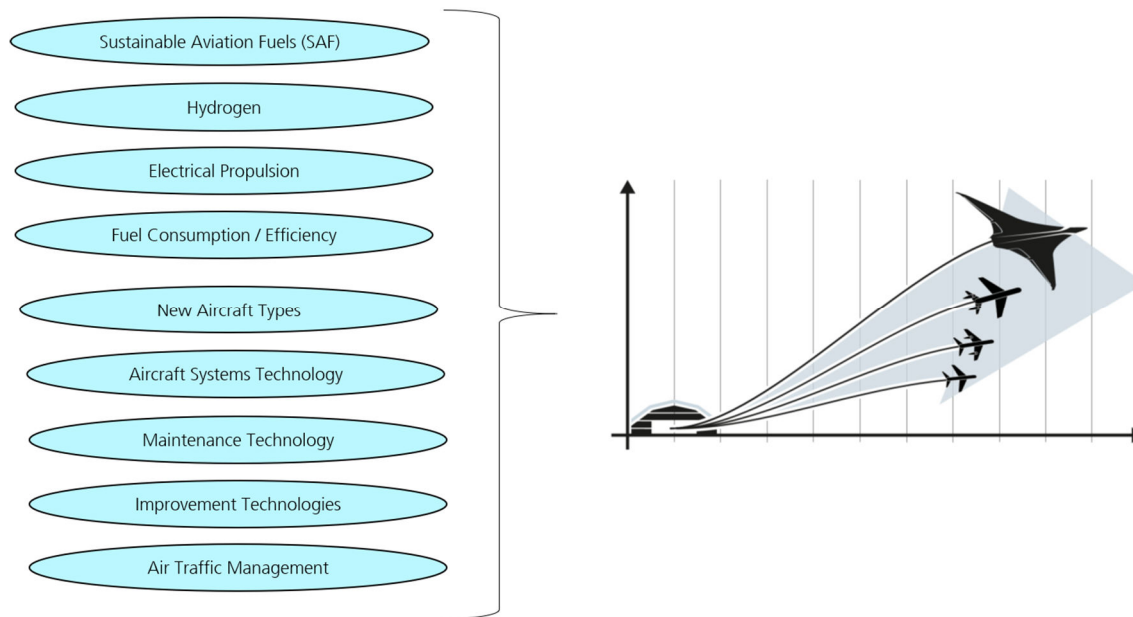 Sustainable Aviation Fuels (SAF)
Hydrogen
Electrical Propulsion
Fuel Consumption / Efficiency
New Aircraft Types
Aircraft Systems Technology
Maintenance Technology
Improvement Technologies
Air Traffic Management